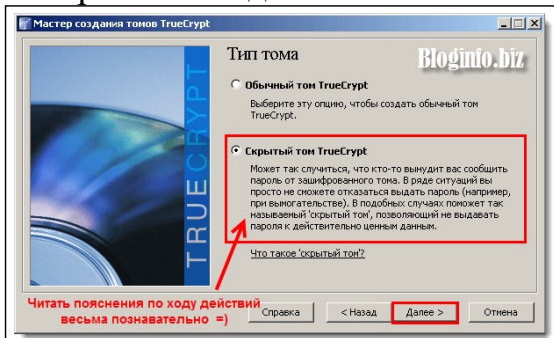 Мастер создания томов TrueCrypt
Тип тома
Bloginfo.biz
Обычный том TrueCrypt
Выберите эту опцию, чтобы создать обычный том
TrueCrypt.
Скрытый том TrueCrypt
Может так случиться, что кто-то вынудит вас сообщить
пароль от зашифрованного тома. В ряде ситуаций вы
просто не сможете отказаться выдать пароль (например,
при вымогательстве). В подобных случаях поможет так
называемый 'скрытый том', позволяющий не выдавать
пароля к действительно ценным данным.
Что такое 'скрытый том'?
TRUECRYPT
Читать пояснения по ходу действий
весьма познавательно =)
Справка
< Назад
Далее >
Отмена